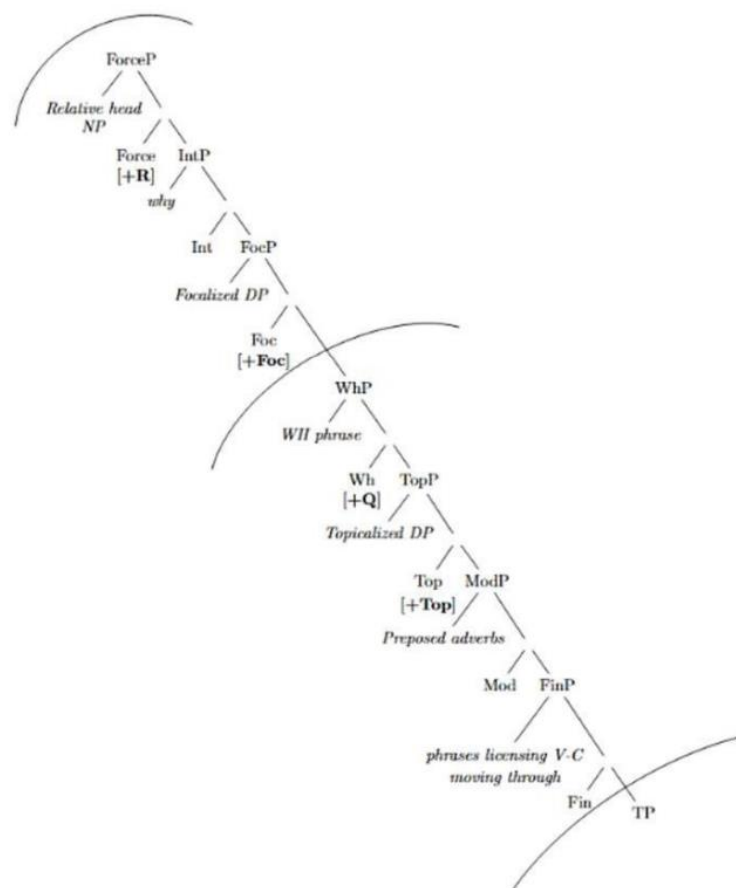 ForceP
Relative head
NP
Force IntP
[+R]
why
Int FocP
Focalized DP
Foc
[+Foc]
WhP
WH phrase
Wh TopP
[+Q]
Topicalized DP
Top ModP
[+Top]
Preposed adverbs
Mod FinP
phrases licensing V-C
moving through
Fin TP